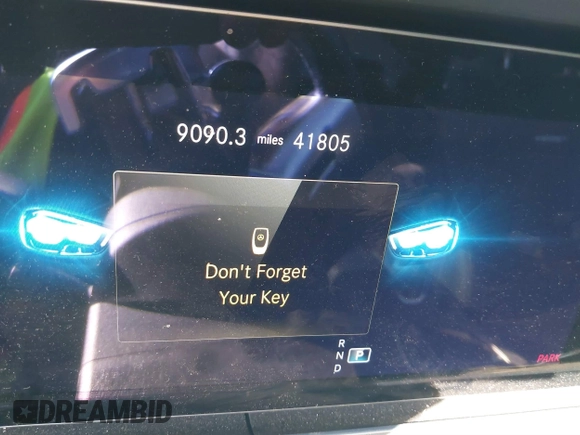 9090.3 miles 41805
Don't Forget
Your Key
R
N P
D
PARK
DREAMBID